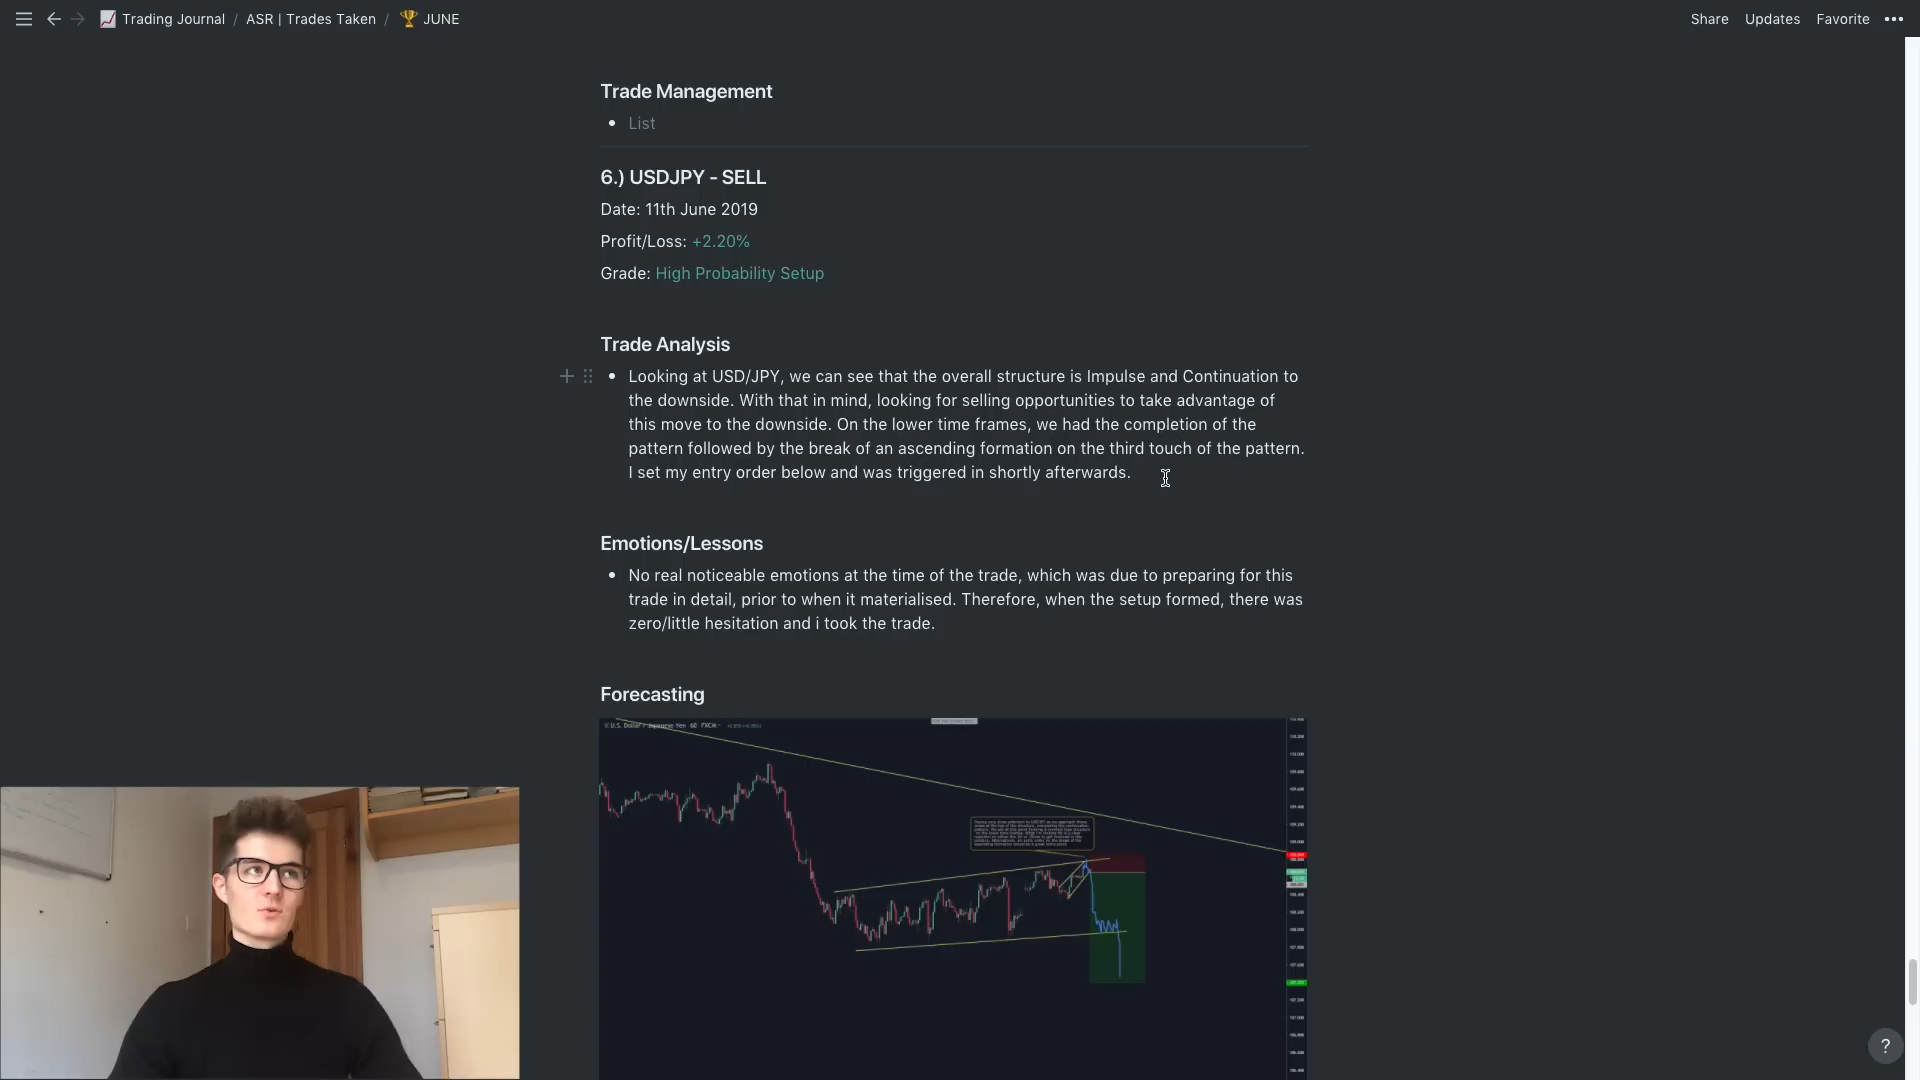 Trading Journal / ASR | Trades Taken / JUNE
Share Updates Favorite
Trade Management
• List
6.) USDJPY - SELL
Date: 11th June 2019
Profit/Loss: +2.20%
Grade: High Probability Setup
Trade Analysis
• Looking at USD/JPY, we can see that the overall structure is Impulse and Continuation to
the downside. With that in mind, looking for selling opportunities to take advantage of
this move to the downside. On the lower time frames, we had the completion of the
pattern followed by the break of an ascending formation on the third touch of the pattern.
I set my entry order below and was triggered in shortly afterwards.
Emotions/Lessons
• No real noticeable emotions at the time of the trade, which was due to preparing for this
trade in detail, prior to when it materialised. Therefore, when the setup formed, there was
zero/little hesitation and i took the trade.
Forecasting
U.S. Dollar / Japanese Yen 60 FXCM
?